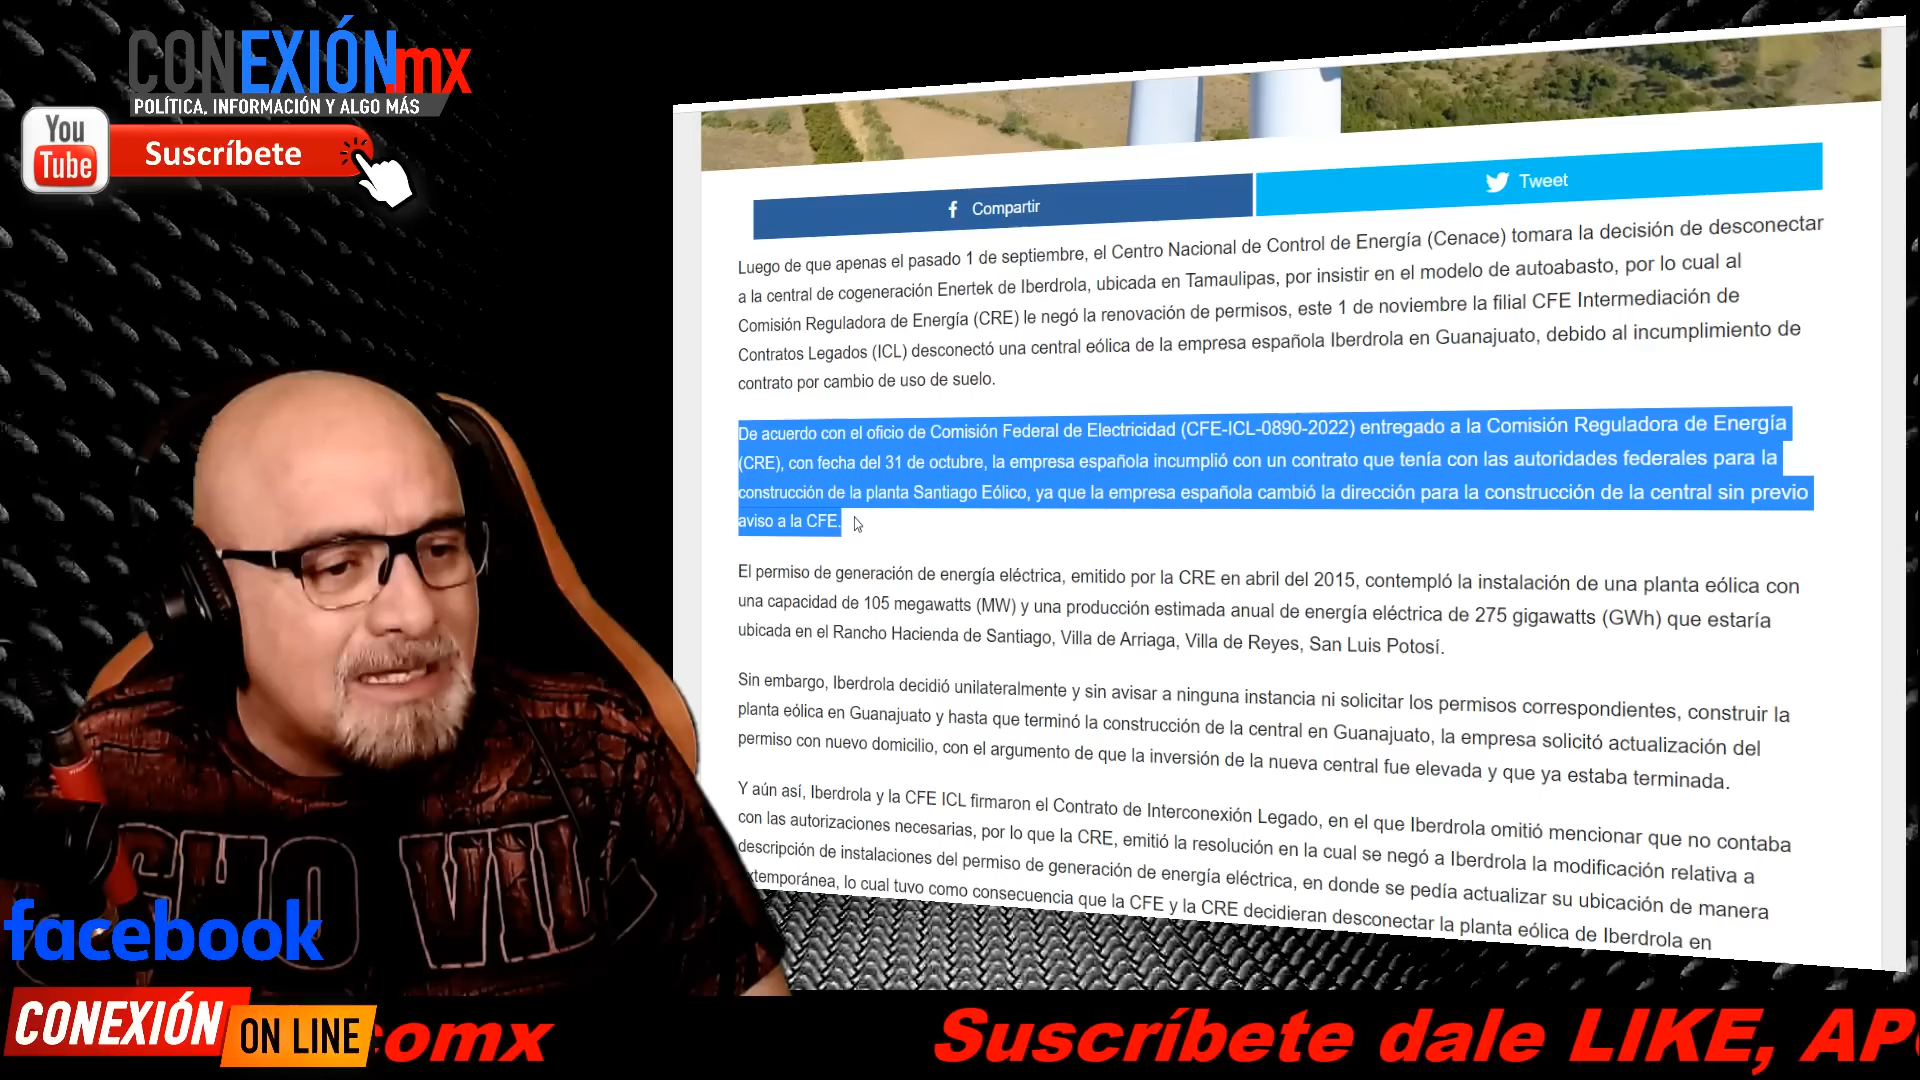 CONEXIÓN.mx
POLÍTICA, INFORMACIÓN Y ALGO MÁS
You
Tube
Suscríbete
Compartir
Tweet
Luego de que apenas el pasado 1 de septiembre, el Centro Nacional de Control de Energía (Cenace) tomara la decisión de desconectar
a la central de cogeneración Enertek de Iberdrola, ubicada en Tamaulipas, por insistir en el modelo de autoabasto, por lo cual al
Comisión Reguladora de Energía (CRE) le negó la renovación de permisos, este 1 de noviembre la filial CFE Intermediación de
Contratos Legados (ICL) desconectó una central eólica de la empresa española Iberdrola en Guanajuato, debido al incumplimiento de
contrato por cambio de uso de suelo.
De acuerdo con el oficio de Comisión Federal de Electricidad (CFE-ICL-0890-2022) entregado a la Comisión Reguladora de Energía
(CRE), con fecha del 31 de octubre, la empresa española incumplió con un contrato que tenía con las autoridades federales para la
construcción de la planta Santiago Eólico, ya que la empresa española cambió la dirección para la construcción de la central sin previo
aviso a la CFE.
El permiso de generación de energía eléctrica, emitido por la CRE en abril del 2015, contempló la instalación de una planta eólica con
una capacidad de 105 megawatts (MW) y una producción estimada anual de energía eléctrica de 275 gigawatts (GWh) que estaría
ubicada en el Rancho Hacienda de Santiago, Villa de Arriaga, Villa de Reyes, San Luis Potosí.
Sin embargo, Iberdrola decidió unilateralmente y sin avisar a ninguna instancia ni solicitar los permisos correspondientes, construir la
planta eólica en Guanajuato y hasta que terminó la construcción de la central en Guanajuato, la empresa solicitó actualización del
permiso con nuevo domicilio, con el argumento de que la inversión de la nueva central fue elevada y que ya estaba terminada.
Y aún así, Iberdrola y la CFE ICL firmaron el Contrato de Interconexión Legado, en el que Iberdrola omitió mencionar que no contaba
con las autorizaciones necesarias, por lo que la CRE, emitió la resolución en la cual se negó a Iberdrola la modificación relativa a
descripción de instalaciones del permiso de generación de energía eléctrica, en donde se pedía actualizar su ubicación de manera
xtemporánea, lo cual tuvo como consecuencia que la CFE y la CRE decidieran desconectar la planta eólica de Iberdrola en
facebook
CONEXIÓN
ON LINE
comx
Suscríbete dale LIKE, AP